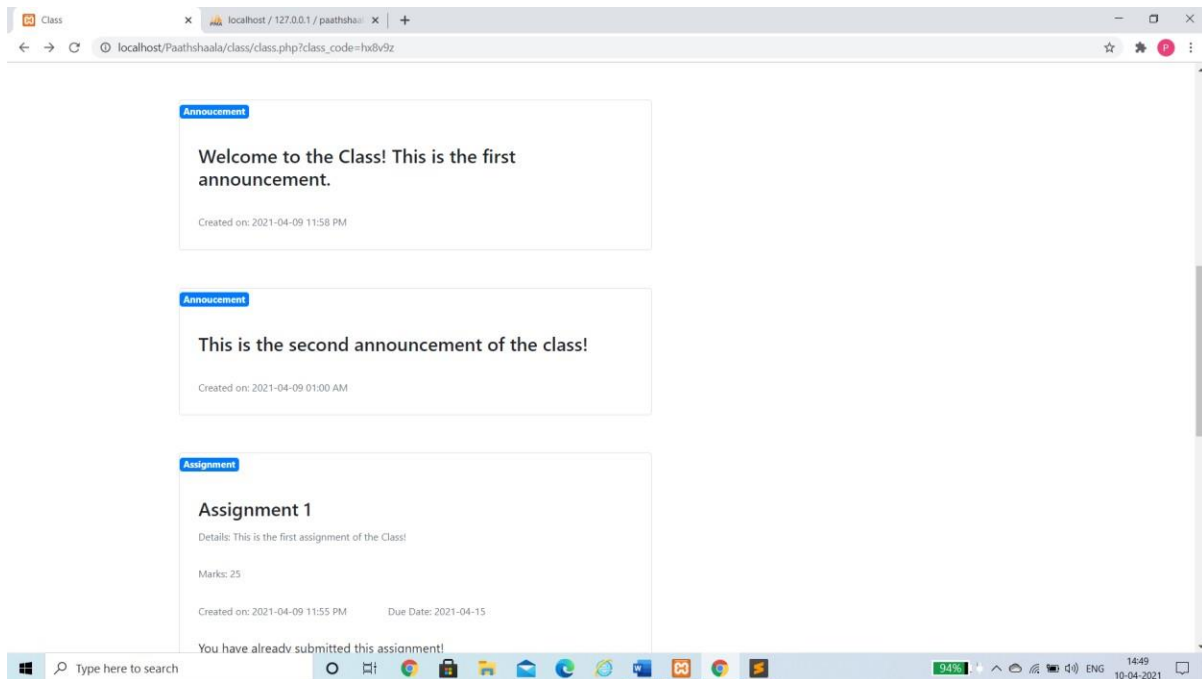 Class
localhost / 127.0.0.1 / paathshaa
localhost/Paathshaala/class/class.php?class_code=hx8v9z
P
Annoucement
Welcome to the Class! This is the first
announcement.
Created on: 2021-04-09 11:58 PM
Annoucement
This is the second announcement of the class!
Created on: 2021-04-09 01:00 AM
Assignment
Assignment 1
Details: This is the first assignment of the Class!
Marks: 25
Created on: 2021-04-09 11:55 PM Due Date: 2021-04-15
You have already submitted this assignment!
Type here to search
94%
ENG
14:49
10-04-2021